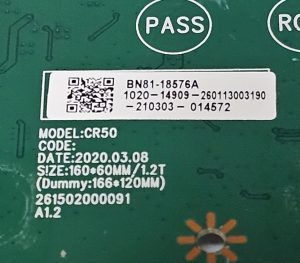 PASS
RO
BN81-18576A
1020-14909-260113003190
-210303- 014572
MODEL:CR50
CODE:
DATE:2020.03.08
SIZE:160*60MM/1.2T
(Dummy:166*120MM)
261502000091
A1.2